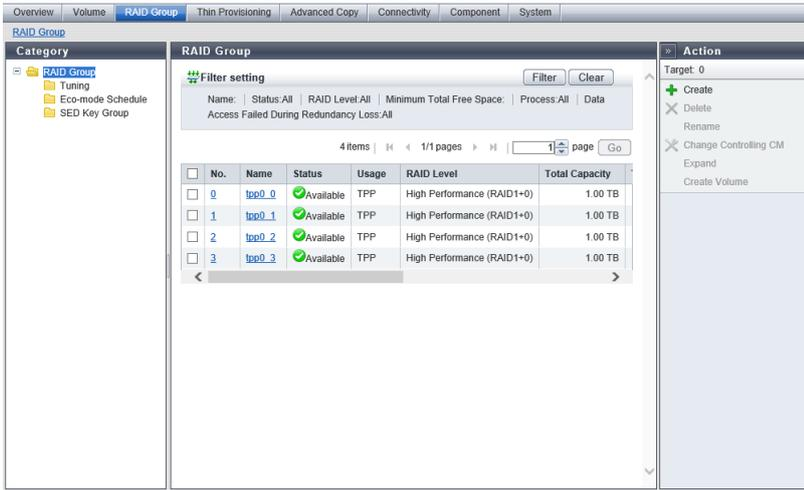 Overview Volume RAID Group Thin Provisioning Advanced Copy Connectivity Component System
RAID Group
Category
RAID Group
Tuning
Eco-mode Schedule
SED Key Group
RAID Group
Filter setting Filter Clear
Name: | Status:All | RAID Level:All | Minimum Total Free Space: | Process:All | Data
Access Failed During Redundancy Loss:All
4 items | 1/1 pages | 1 page Go
No. Name Status Usage RAID Level Total Capacity
0 tpp0_0 Available TPP High Performance (RAID1+0) 1.00 TB
1 tpp0_1 Available TPP High Performance (RAID1+0) 1.00 TB
2 tpp0_2 Available TPP High Performance (RAID1+0) 1.00 TB
3 tpp0_3 Available TPP High Performance (RAID1+0) 1.00 TB
» Action
Target: 0
Create
Delete
Rename
Change Controlling CM
Expand
Create Volume